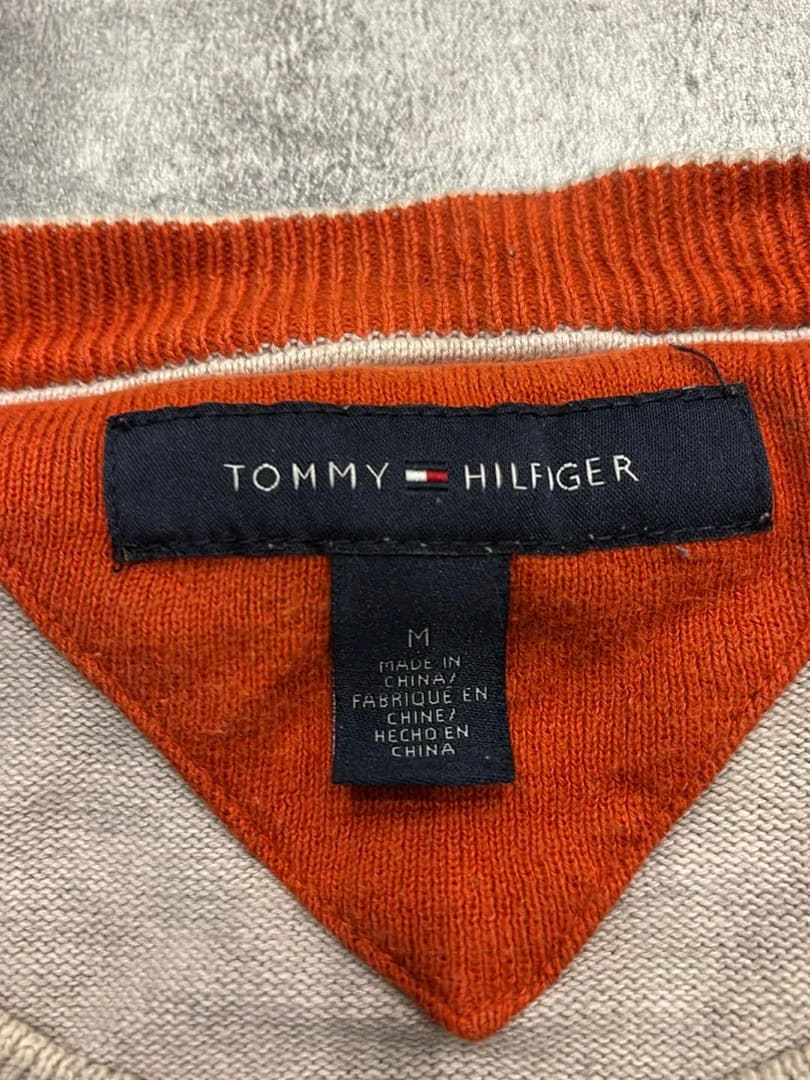 TOMMY HILFIGER
M
MADE IN
CHINA/
FABRIQUE EN
CHINE/
HECHO EN
CHINA